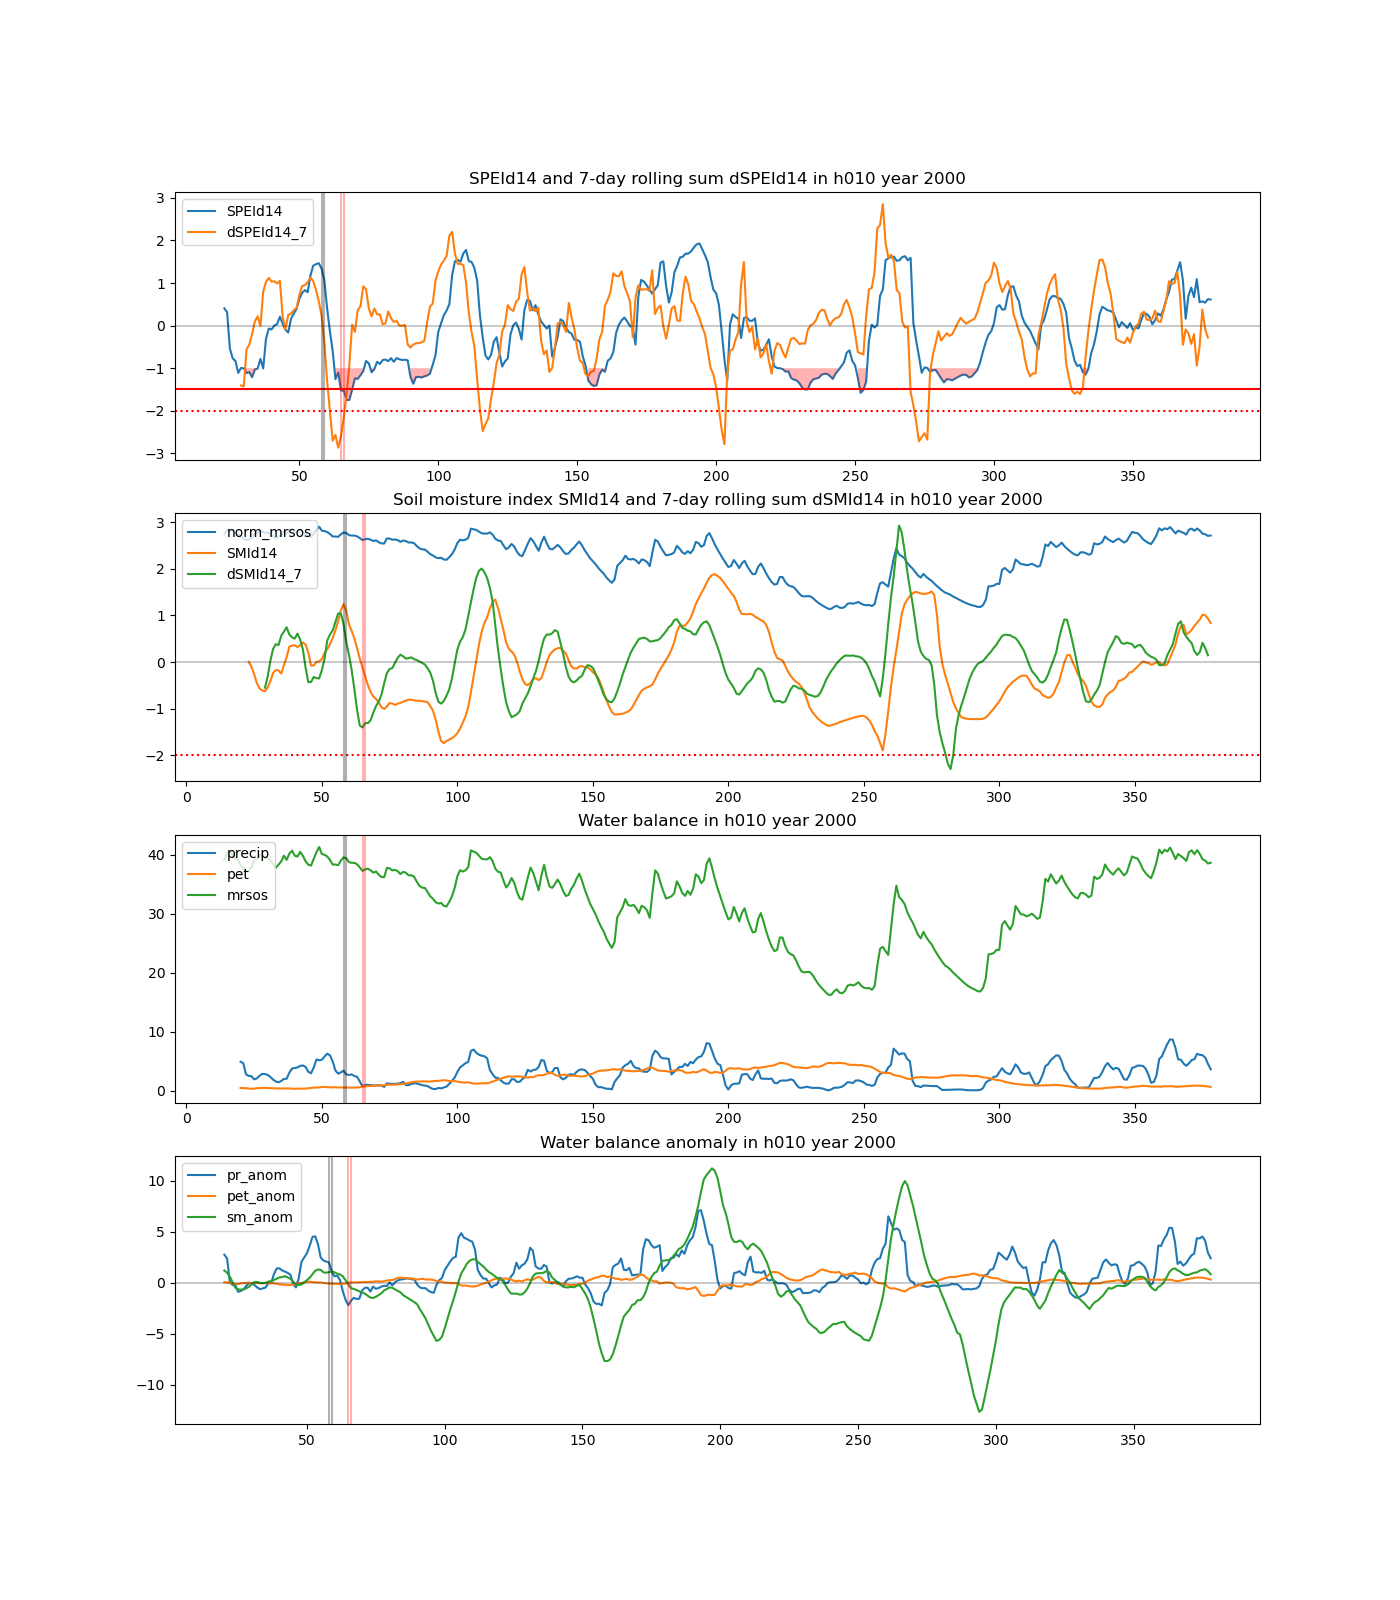 SPEId14 and 7-day rolling sum dSPEId14 in h010 year 2000
SPEId14
dSPEId14_7
3
2
1
0
−1
−2
−3
50 100 150 200 250 300 350
Soil moisture index SMId14 and 7-day rolling sum dSMId14 in h010 year 2000
norm_mrsos
SMId14
dSMId14_7
3
2
1
0
−1
−2
0 50 100 150 200 250 300 350
Water balance in h010 year 2000
precip
pet
mrsos
40
30
20
10
0
0 50 100 150 200 250 300 350
Water balance anomaly in h010 year 2000
pr_anom
pet_anom
sm_anom
10
5
0
−5
−10
50 100 150 200 250 300 350